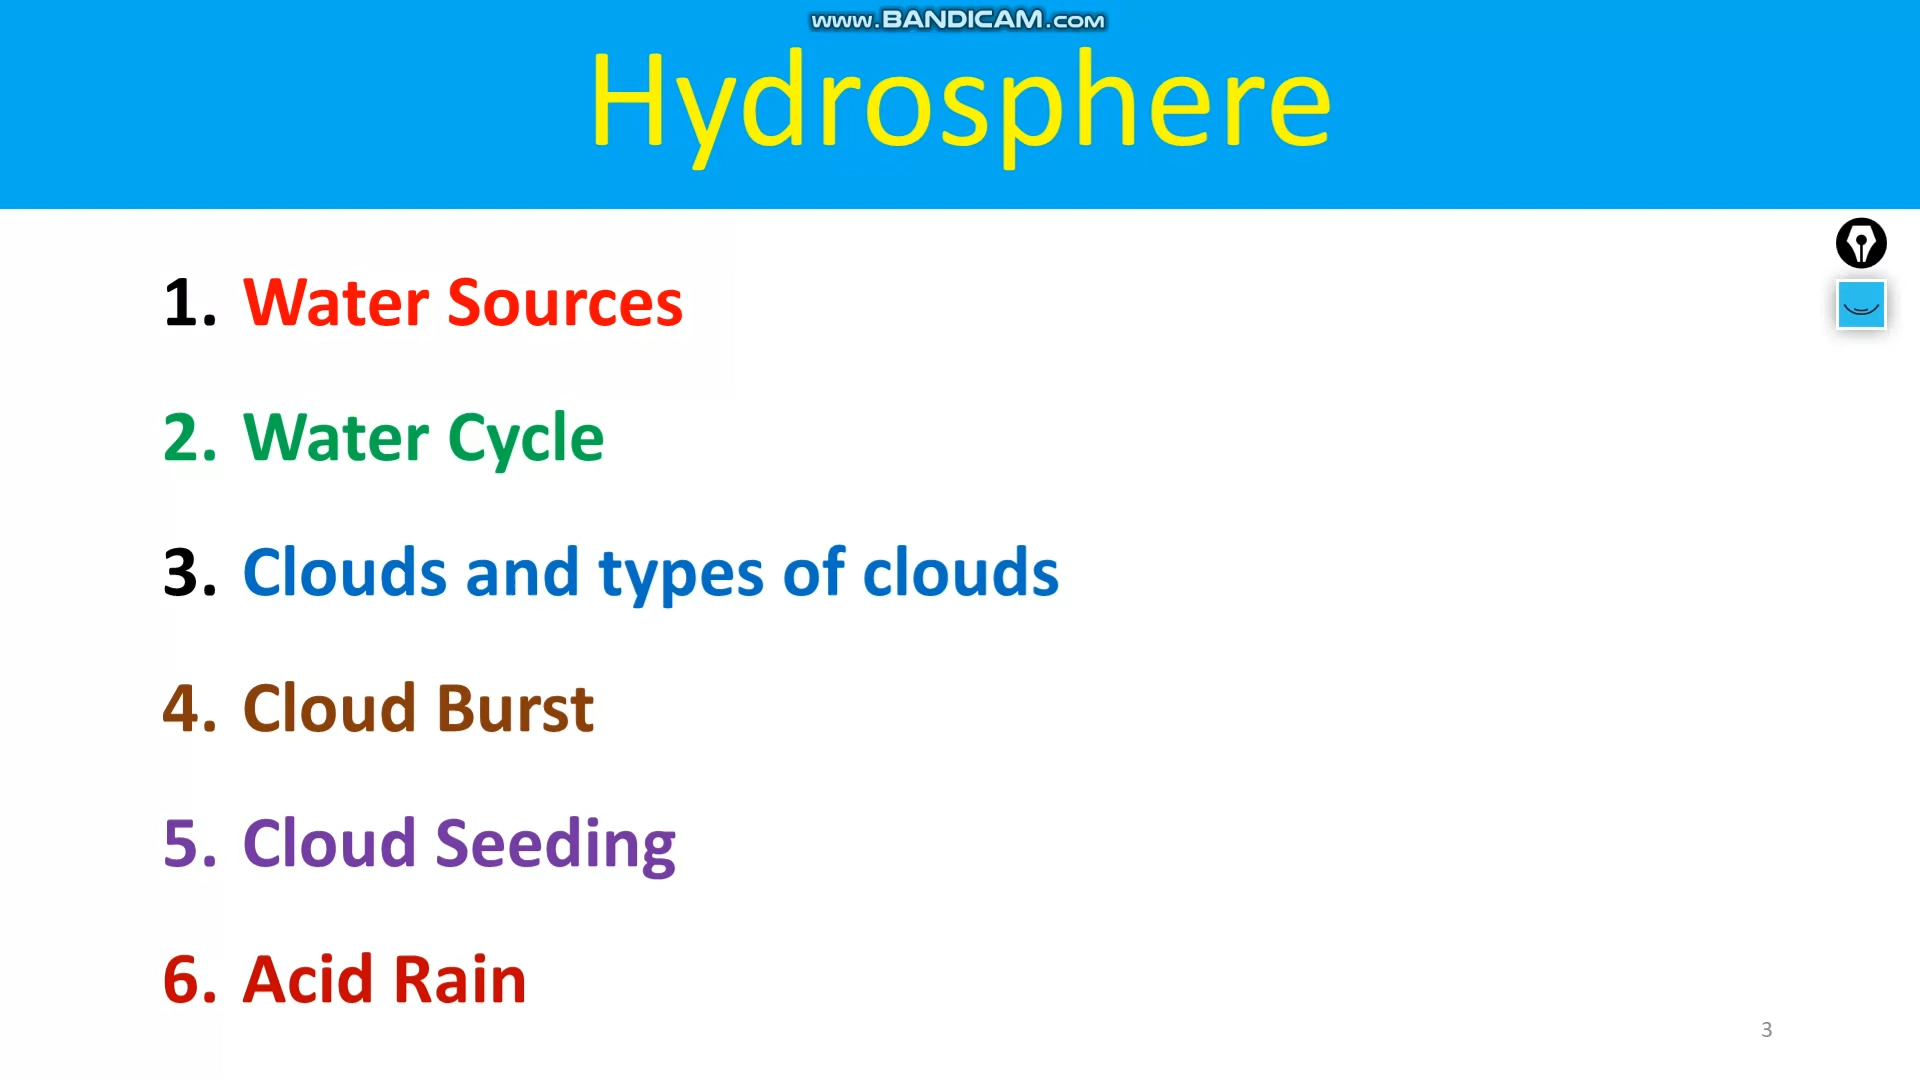 www.BANDICAM.com
Hydrosphere
1. Water Sources
2. Water Cycle
3. Clouds and types of clouds
4. Cloud Burst
5. Cloud Seeding
6. Acid Rain
3